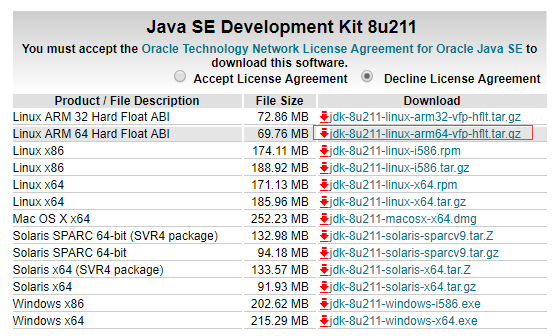 Java SE Development Kit 8u211
You must accept the Oracle Technology Network License Agreement for Oracle Java SE to
download this software.
Accept License Agreement Decline License Agreement
Product / File Description File Size Download
Linux ARM 32 Hard Float ABI 72.86 MB jdk-8u211-linux-arm32-vfp-hflt.tar.gz
Linux ARM 64 Hard Float ABI 69.76 MB jdk-8u211-linux-arm64-vfp-hflt.tar.gz
Linux x86 174.11 MB jdk-8u211-linux-i586.rpm
Linux x86 188.92 MB jdk-8u211-linux-i586.tar.gz
Linux x64 171.13 MB jdk-8u211-linux-x64.rpm
Linux x64 185.96 MB jdk-8u211-linux-x64.tar.gz
Mac OS X x64 252.23 MB jdk-8u211-macosx-x64.dmg
Solaris SPARC 64-bit (SVR4 package) 132.98 MB jdk-8u211-solaris-sparcv9.tar.Z
Solaris SPARC 64-bit 94.18 MB jdk-8u211-solaris-sparcv9.tar.gz
Solaris x64 (SVR4 package) 133.57 MB jdk-8u211-solaris-x64.tar.Z
Solaris x64 91.93 MB jdk-8u211-solaris-x64.tar.gz
Windows x86 202.62 MB jdk-8u211-windows-i586.exe
Windows x64 215.29 MB jdk-8u211-windows-x64.exe